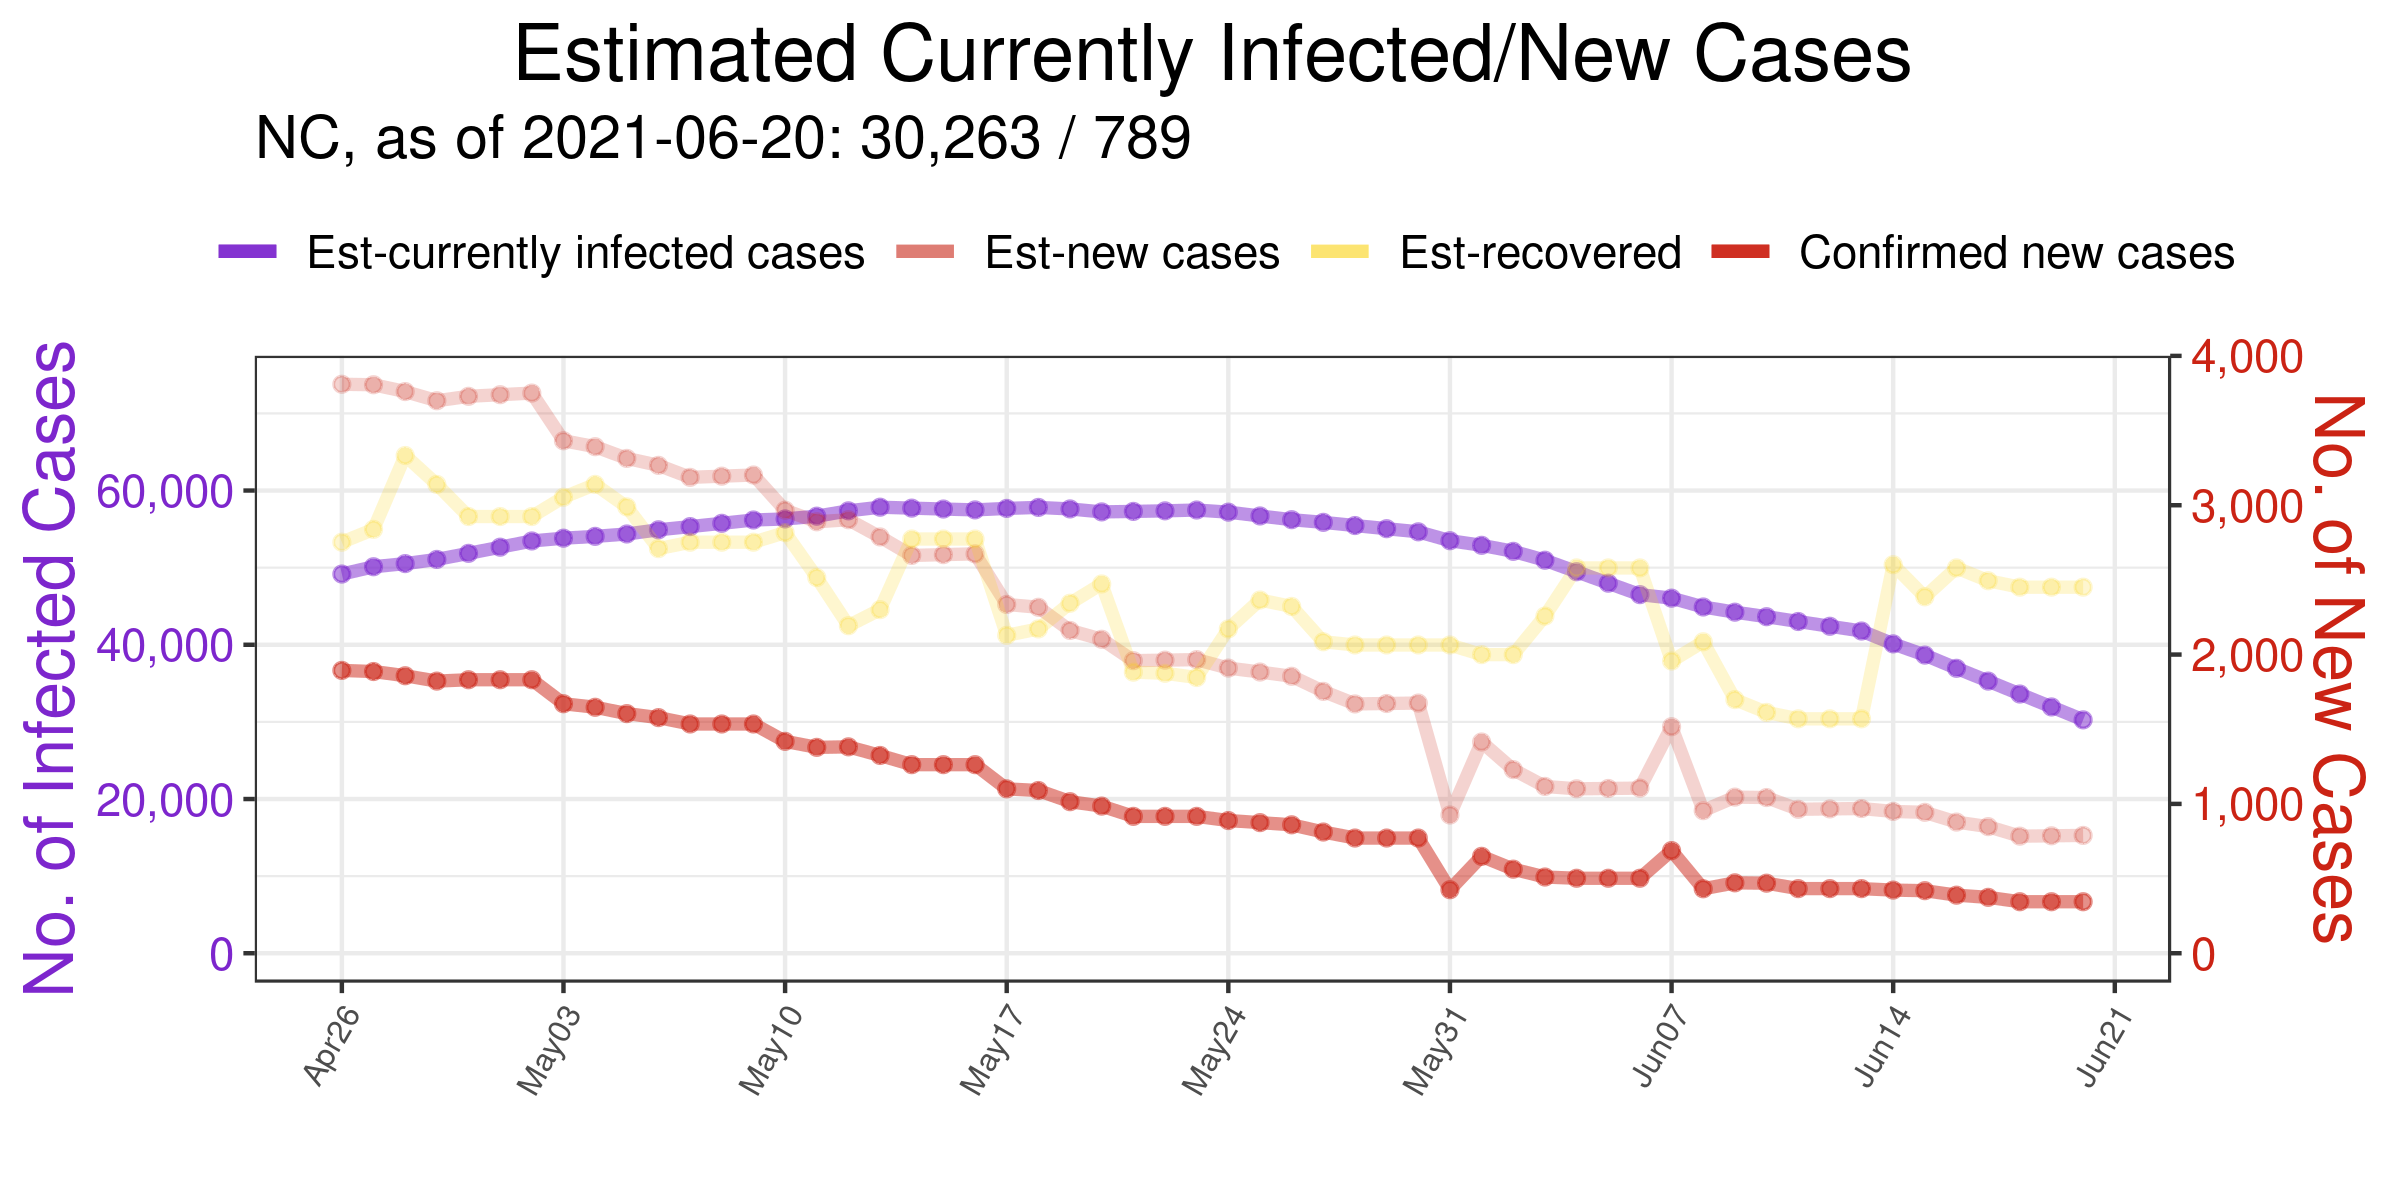 Estimated Currently Infected/New Cases
NC, as of 2021-06-20: 30,263 / 789
Est-currently infected cases Est-new cases Est-recovered Confirmed new cases
No. of Infected Cases
60,000
40,000
20,000
0
4,000
3,000
2,000
1,000
0
No. of New Cases
Apr26 May03 May10 May17 May24 May31 Jun07 Jun14 Jun21